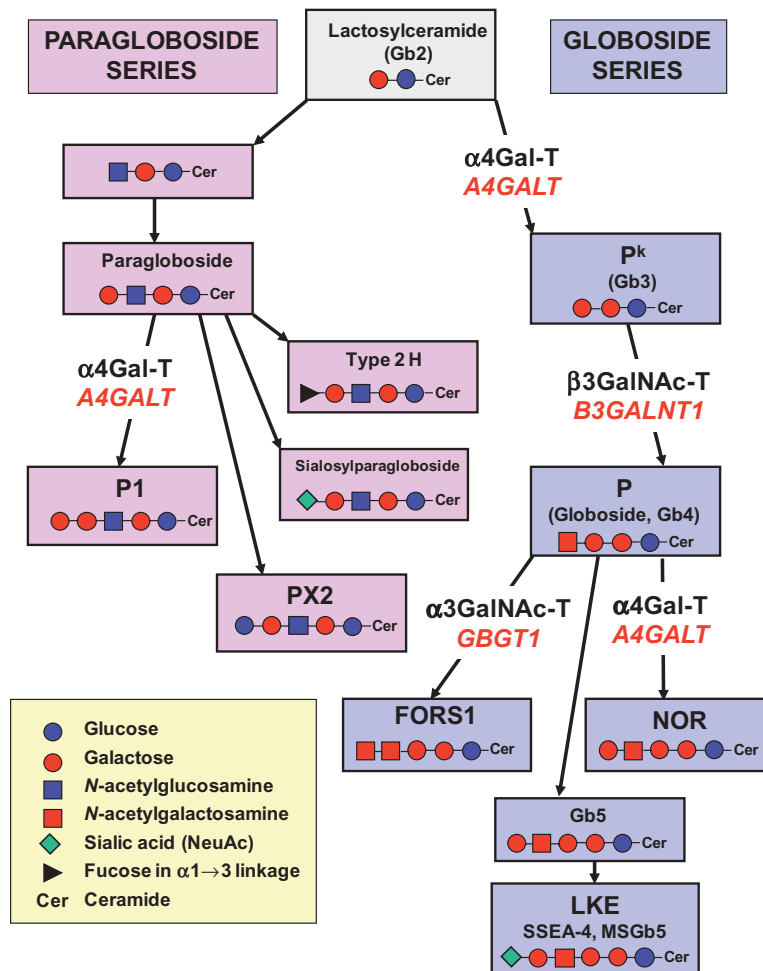 PARAGLOBOSIDE
SERIES
Lactosylceramide
(Gb2)
Cer
GLOBOSIDE
SERIES
Cer
α4Gal-T
A4GALT
Paragloboside
Cer
Pᵏ
(Gb3)
Cer
α4Gal-T
A4GALT
Type 2 H
Cer
β3GalNAc-T
B3GALNT1
P1
Cer
Sialosylparagloboside
Cer
P
(Globoside, Gb4)
Cer
PX2
Cer
α3GalNAc-T
GBGT1
α4Gal-T
A4GALT
FORS1
Cer
NOR
Cer
Gb5
Cer
LKE
SSEA-4, MSGb5
Cer
Glucose
Galactose
N-acetylglucosamine
N-acetylgalactosamine
Sialic acid (NeuAc)
Fucose in α1→3 linkage
Cer Ceramide